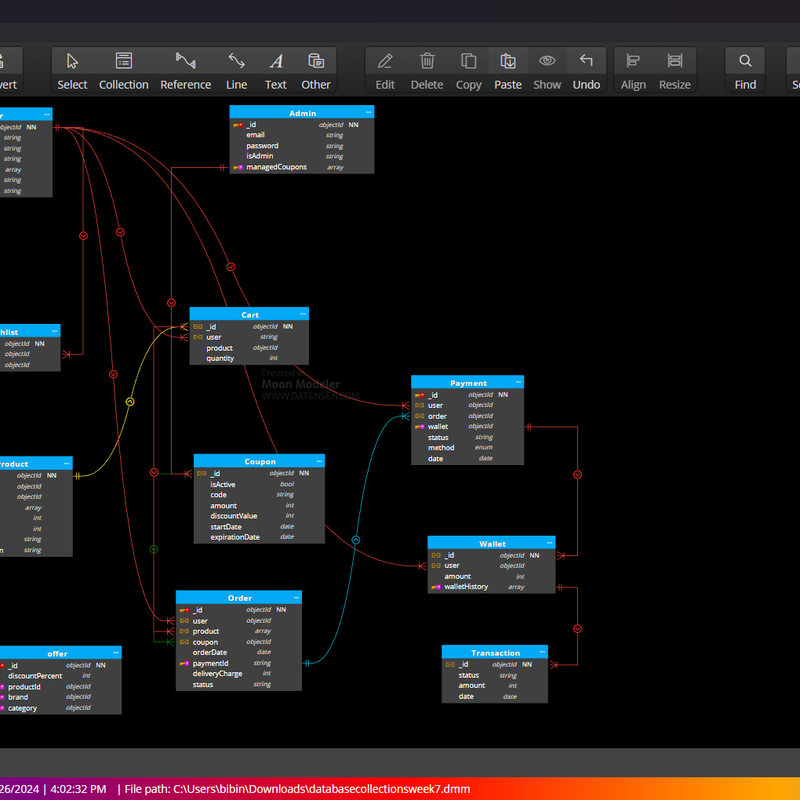 vert Select Collection Reference Line Text Other Edit Delete Copy Paste Show Undo Align Resize Find Sc
r
objectId NN
string
string
string
array
string
string
Admin
_id objectId NN
email string
password string
isAdmin string
managedCoupons array
hlist
objectId NN
objectId
objectId
Cart
_id objectId NN
user string
product objectId
quantity int
Created in
Moon Modeler
WWW.DATENSEN.COM
Payment
_id objectId NN
user objectId
order objectId
wallet objectId
status string
method enum
date date
Product
objectId NN
objectId
objectId
array
int
int
string
n string
Coupon
_id objectId NN
isActive bool
code string
amount int
discountValue int
startDate date
expirationDate date
Wallet
_id objectId NN
user objectId
amount int
walletHistory array
Order
_id objectId NN
user objectId
product array
coupon objectId
orderDate date
paymentId string
deliveryCharge int
status string
offer
_id objectId NN
discountPercent int
productId objectId
brand objectId
category objectId
Transaction
_id objectId NN
status string
amount int
date date
26/2024 | 4:02:32 PM | File path: C:\Users\bibin\Downloads\databasecollectionsweek7.dmm